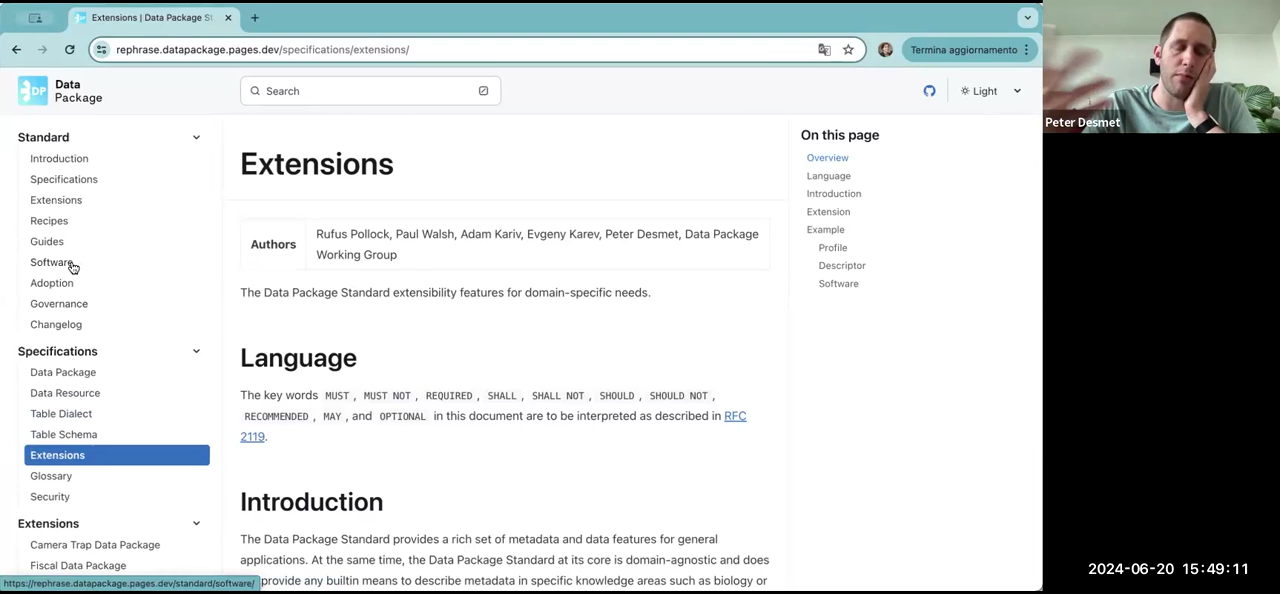 Extensions | Data Package St
rephrase.datapackage.pages.dev/specifications/extensions/
Termina aggiornamento
DP
Data
Package
Search
Light
Peter Desmet
Standard
Introduction
Specifications
Extensions
Recipes
Guides
Software
Adoption
Governance
Changelog
Specifications
Data Package
Data Resource
Table Dialect
Table Schema
Extensions
Glossary
Security
Extensions
Camera Trap Data Package
Fiscal Data Package
https://rephrase.datapackage.pages.dev/standard/software/
Extensions
Authors
Rufus Pollock, Paul Walsh, Adam Kariv, Evgeny Karev, Peter Desmet, Data Package
Working Group
The Data Package Standard extensibility features for domain-specific needs.
Language
The key words MUST, MUST NOT, REQUIRED, SHALL, SHALL NOT, SHOULD, SHOULD NOT,
RECOMMENDED, MAY, and OPTIONAL in this document are to be interpreted as described in RFC
2119.
Introduction
The Data Package Standard provides a rich set of metadata and data features for general
applications. At the same time, the Data Package Standard at its core is domain-agnostic and does
provide any builtin means to describe metadata in specific knowledge areas such as biology or
On this page
Overview
Language
Introduction
Extension
Example
Profile
Descriptor
Software
2024-06-20 15:49:11